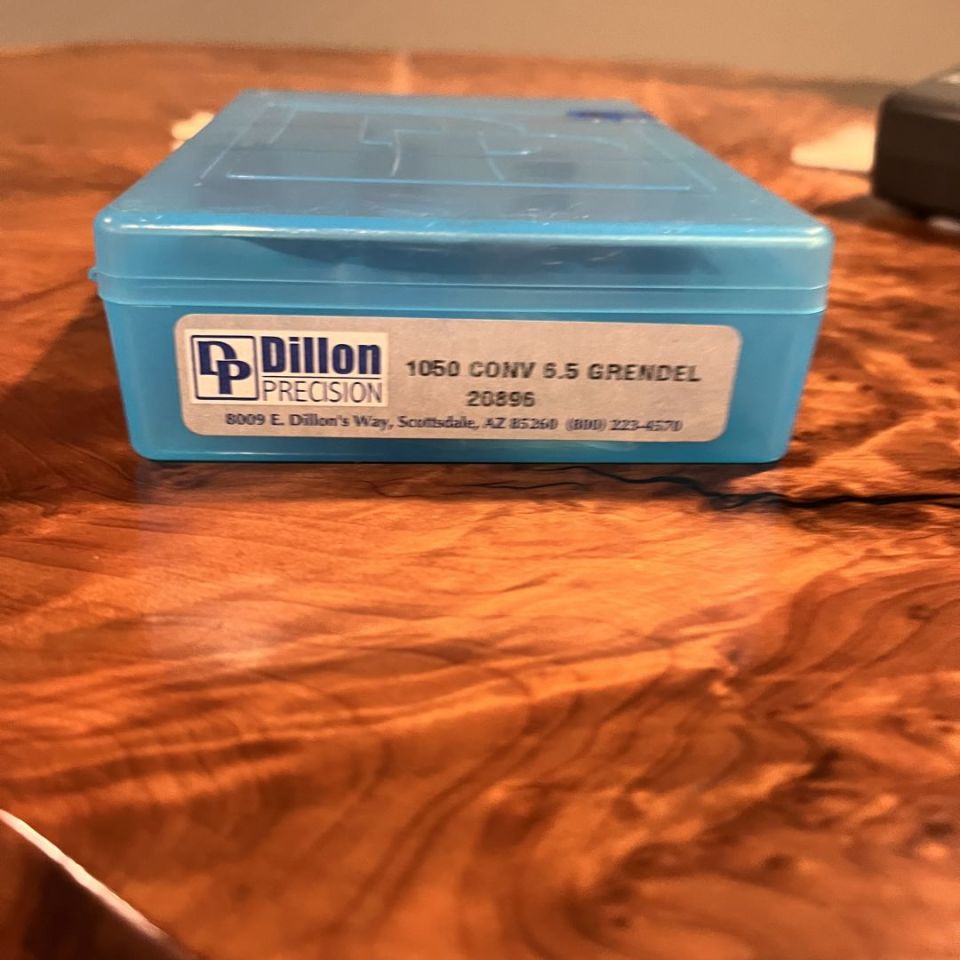 DP Dillon PRECISION
1050 CONV 6.5 GRENDEL
20896
8009 E. Dillon's Way, Scottsdale, AZ 85260 (800) 223-4570